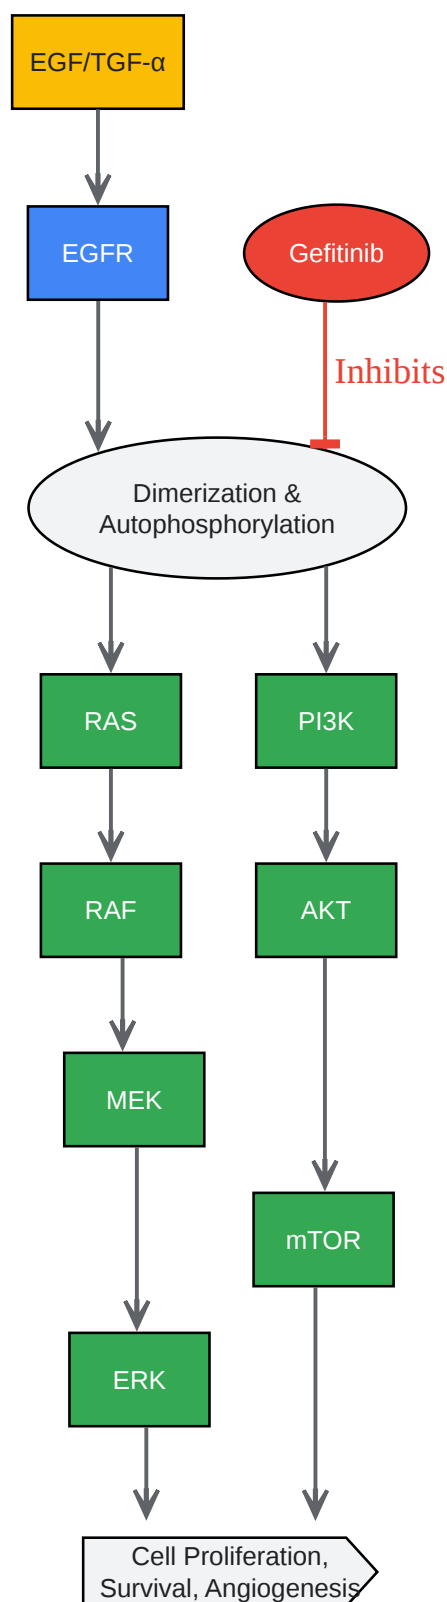 EGF/TGF-α
EGFR
Gefitinib
Inhibits
Dimerization &
Autophosphorylation
RAS
PI3K
RAF
AKT
MEK
mTOR
ERK
Cell Proliferation,
Survival, Angiogenesis